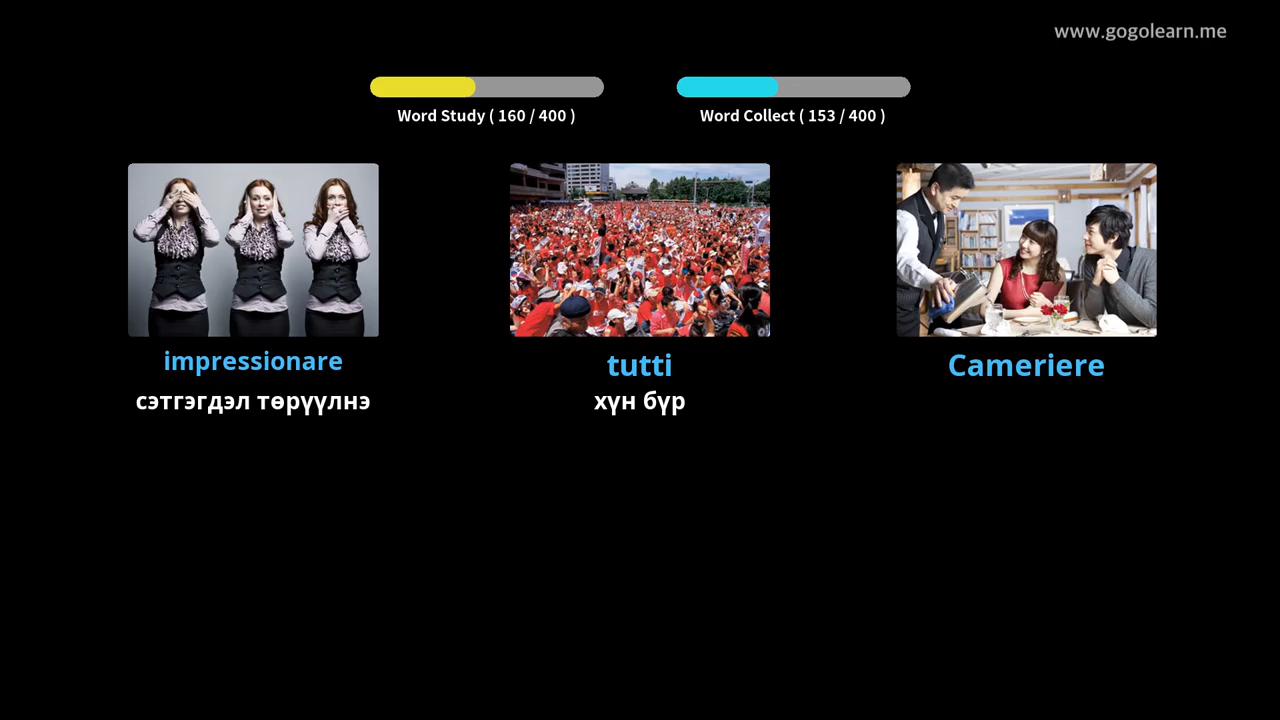 www.gogolearn.me
Word Study ( 160 / 400 )
Word Collect ( 153 / 400 )
impressionare
tutti
Cameriere
сэтгэгдэл төрүүлнэ
хүн бүр